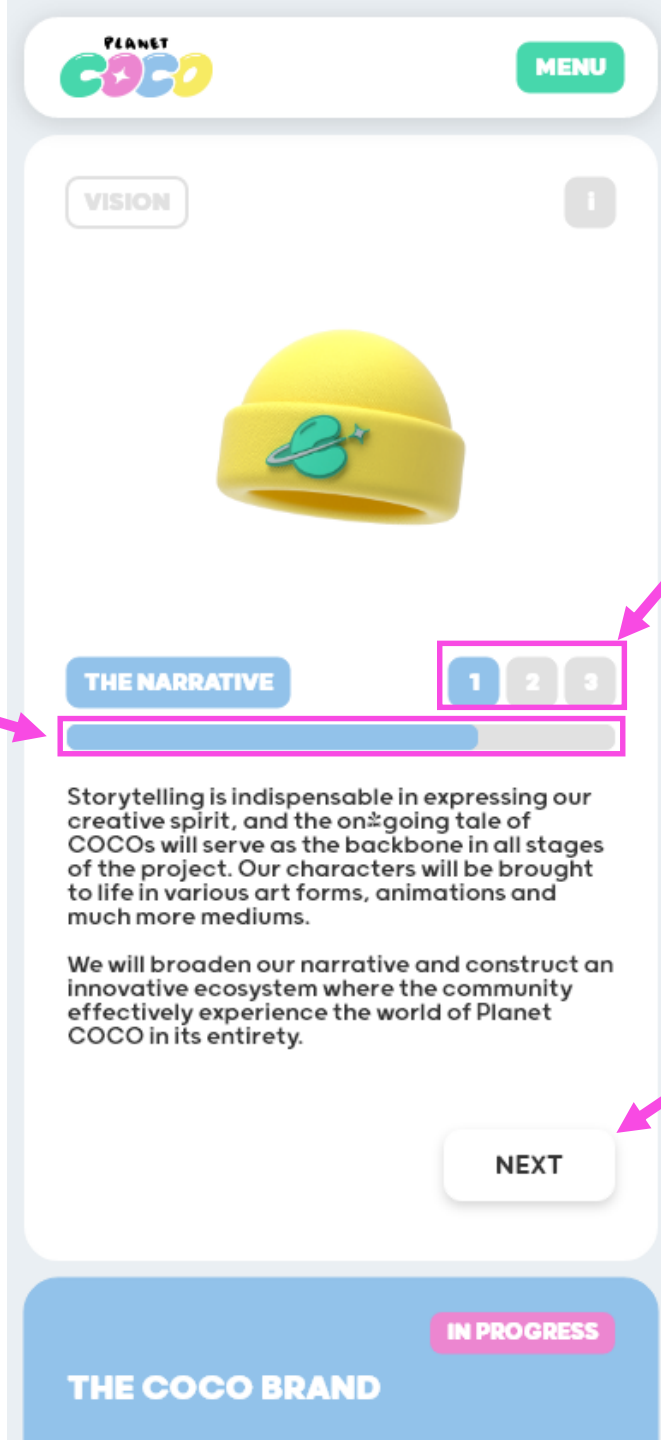 PLANET
COCO
MENU
VISION
i
THE NARRATIVE
1 2 3
Storytelling is indispensable in expressing our
creative spirit, and the on⁂going tale of
COCOs will serve as the backbone in all stages
of the project. Our characters will be brought
to life in various art forms, animations and
much more mediums.
We will broaden our narrative and construct an
innovative ecosystem where the community
effectively experience the world of Planet
COCO in its entirety.
NEXT
IN PROGRESS
THE COCO BRAND